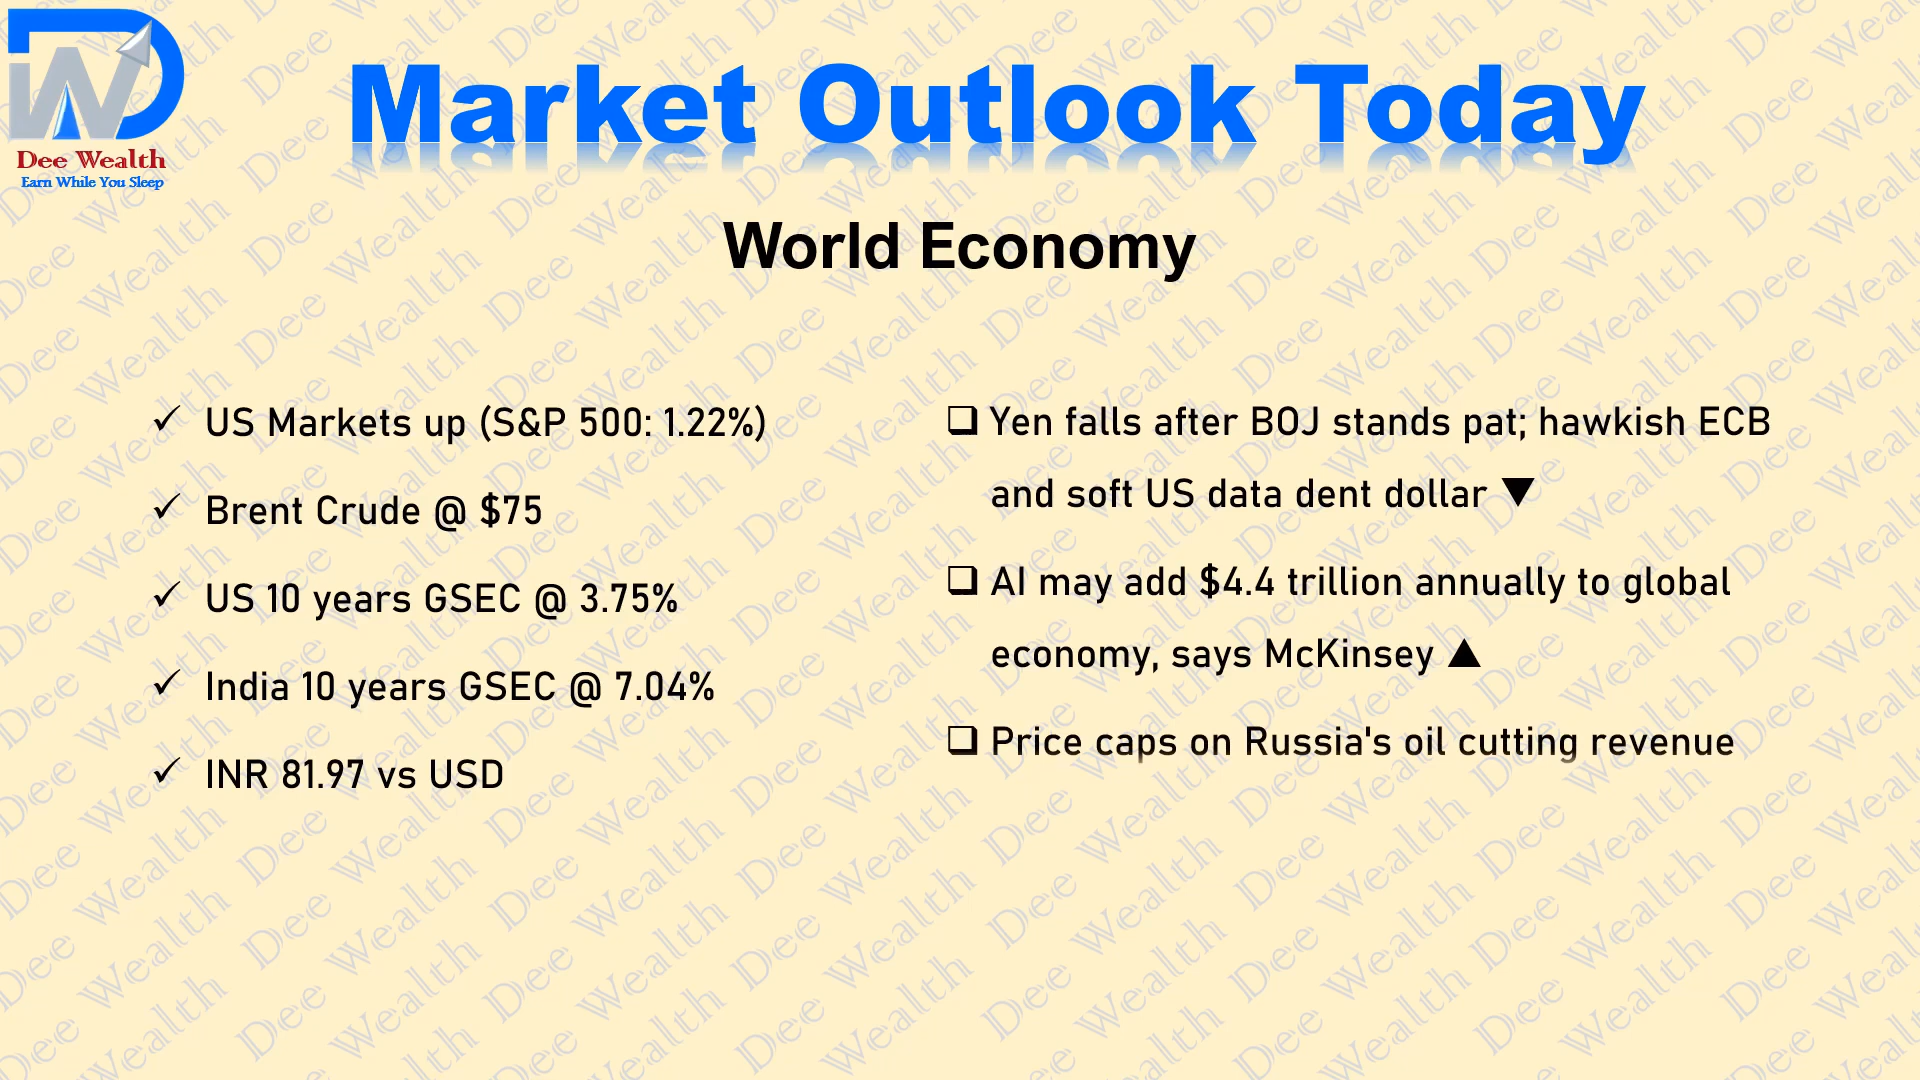 Dee Wealth
Earn While You Sleep
Market Outlook Today
World Economy
✓ US Markets up (S&P 500: 1.22%)
✓ Brent Crude @ $75
✓ US 10 years GSEC @ 3.75%
✓ India 10 years GSEC @ 7.04%
✓ INR 81.97 vs USD
❑ Yen falls after BOJ stands pat; hawkish ECB
and soft US data dent dollar ▼
❑ AI may add $4.4 trillion annually to global
economy, says McKinsey ▲
❑ Price caps on Russia's oil cutting revenue